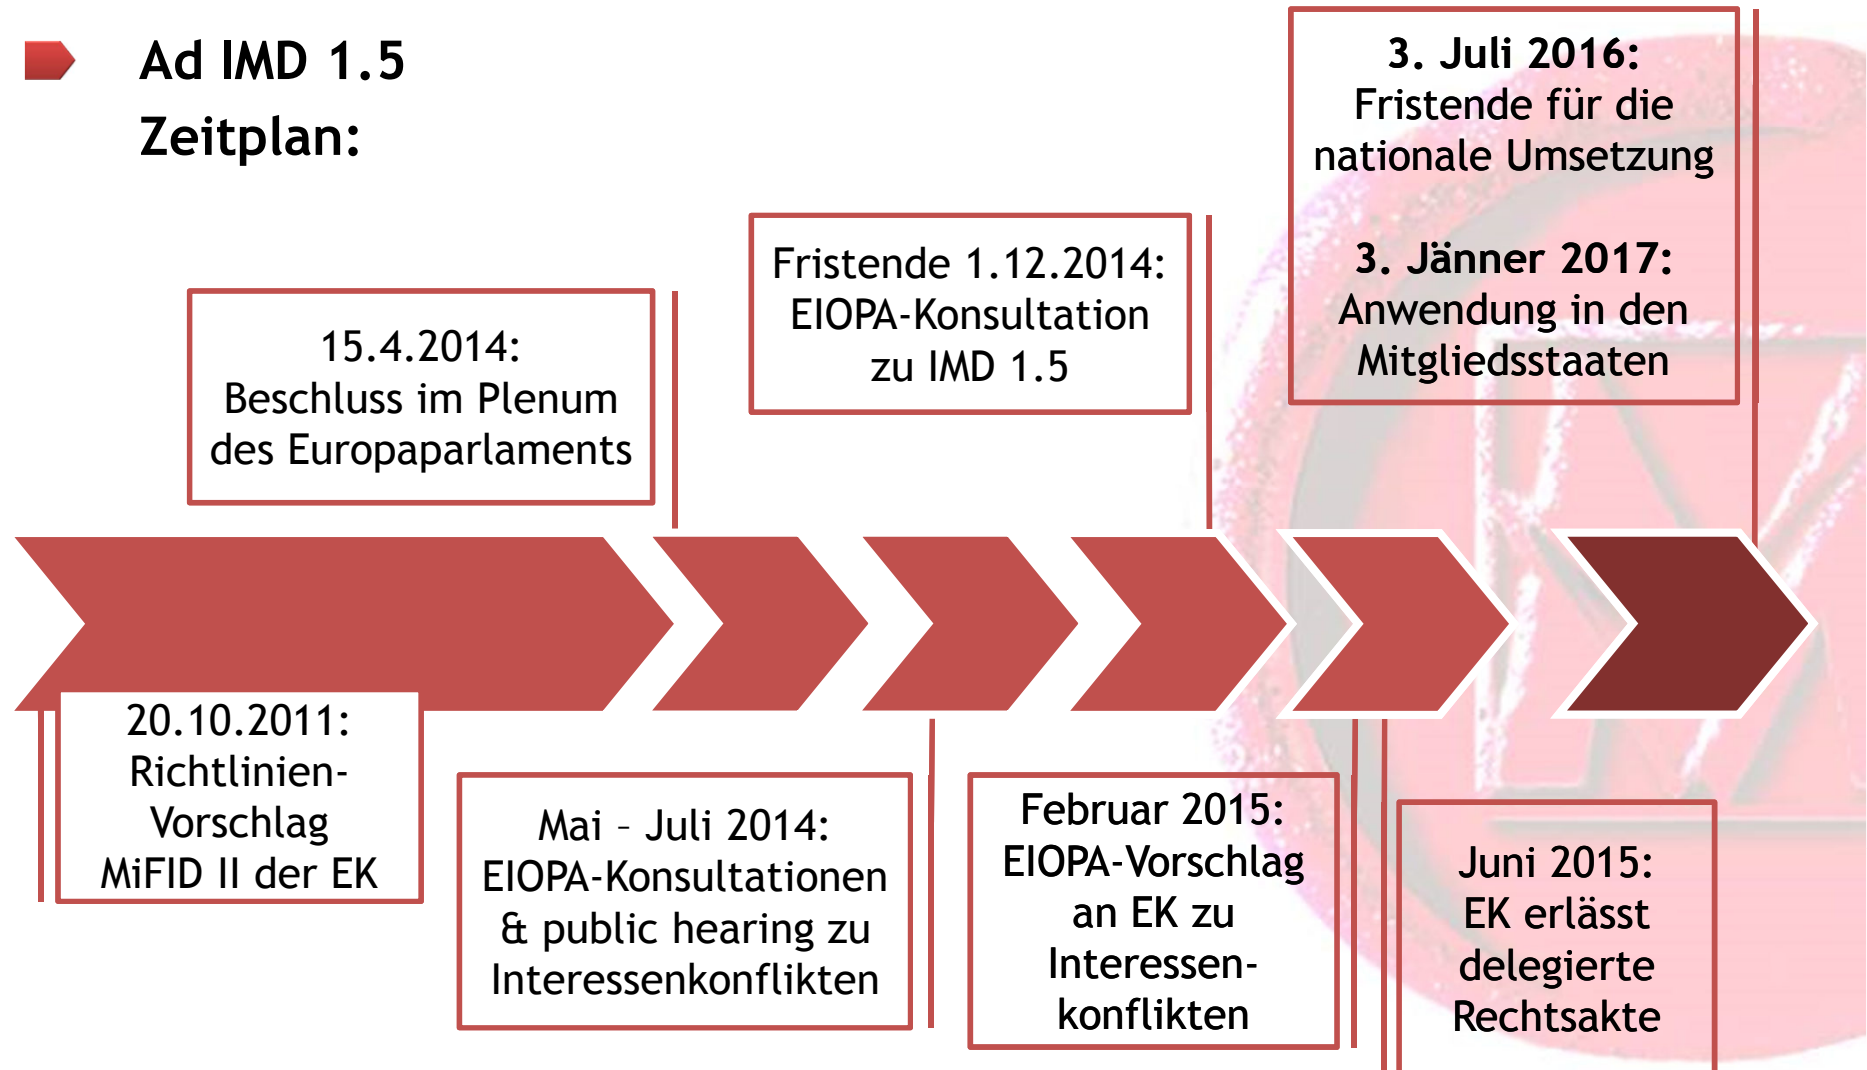 Ad IMD 1.5
Zeitplan:
3. Juli 2016:
Fristende für die
nationale Umsetzung
3. Jänner 2017:
Anwendung in den
Mitgliedsstaaten
Fristende 1.12.2014:
EIOPA-Konsultation
zu IMD 1.5
15.4.2014:
Beschluss im Plenum
des Europaparlaments
20.10.2011:
Richtlinien-
Vorschlag
MiFID II der EK
Mai – Juli 2014:
EIOPA-Konsultationen
& public hearing zu
Interessenkonflikten
Februar 2015:
EIOPA-Vorschlag
an EK zu
Interessen-
konflikten
Juni 2015:
EK erlässt
delegierte
Rechtsakte